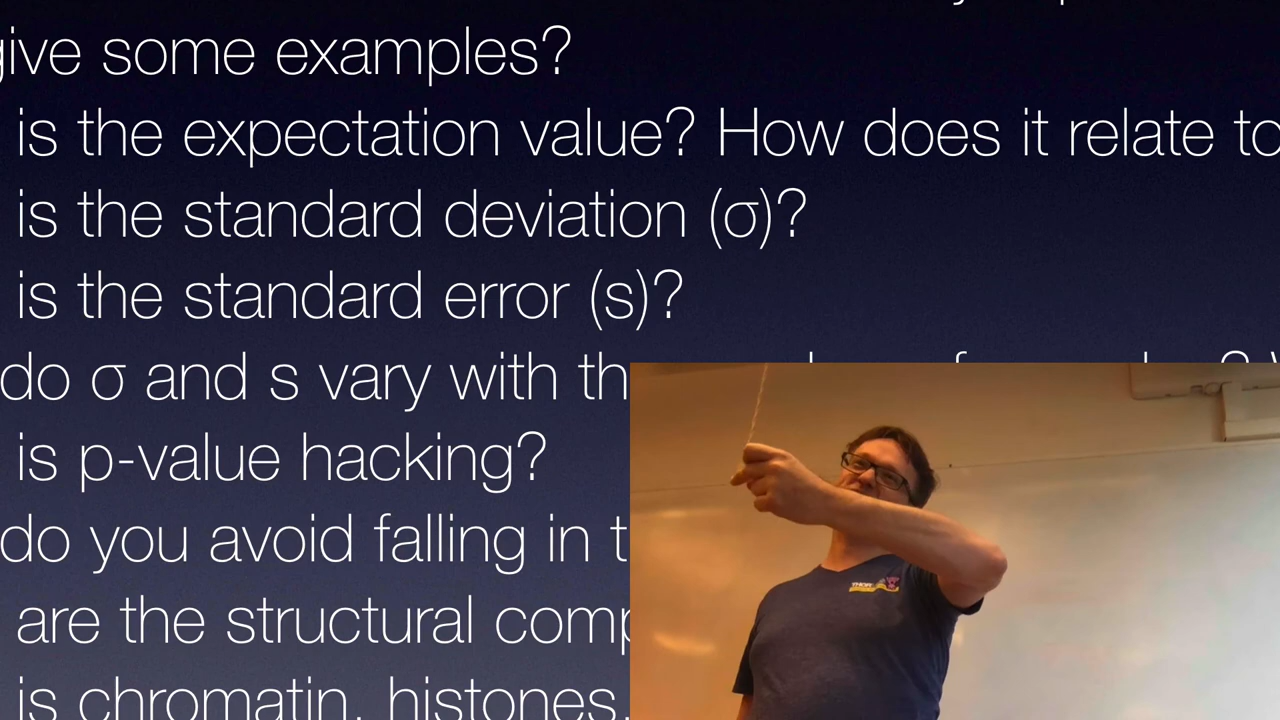 give some examples?
is the expectation value? How does it relate to
is the standard deviation (σ)?
is the standard error (s)?
do σ and s vary with
is p-value hacking?
do you avoid falling in
are the structural
is chromatin, histones,